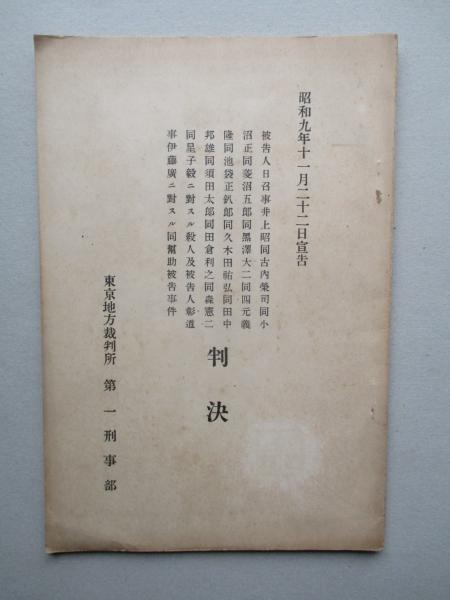 昭和九年十一月二十二日宣告
被告人日召事井上昭同古内榮司同小
沼正同菱沼五郎同黑澤大二同四元義
隆同池袋正釟郎同久木田祐弘同田中
邦雄同須田太郎同田倉利之同森憲二
同星子毅ニ對スル殺人及被告人彰道
事伊藤廣ニ對スル同幫助被告事件
判決
東京地方裁判所 第一刑事部